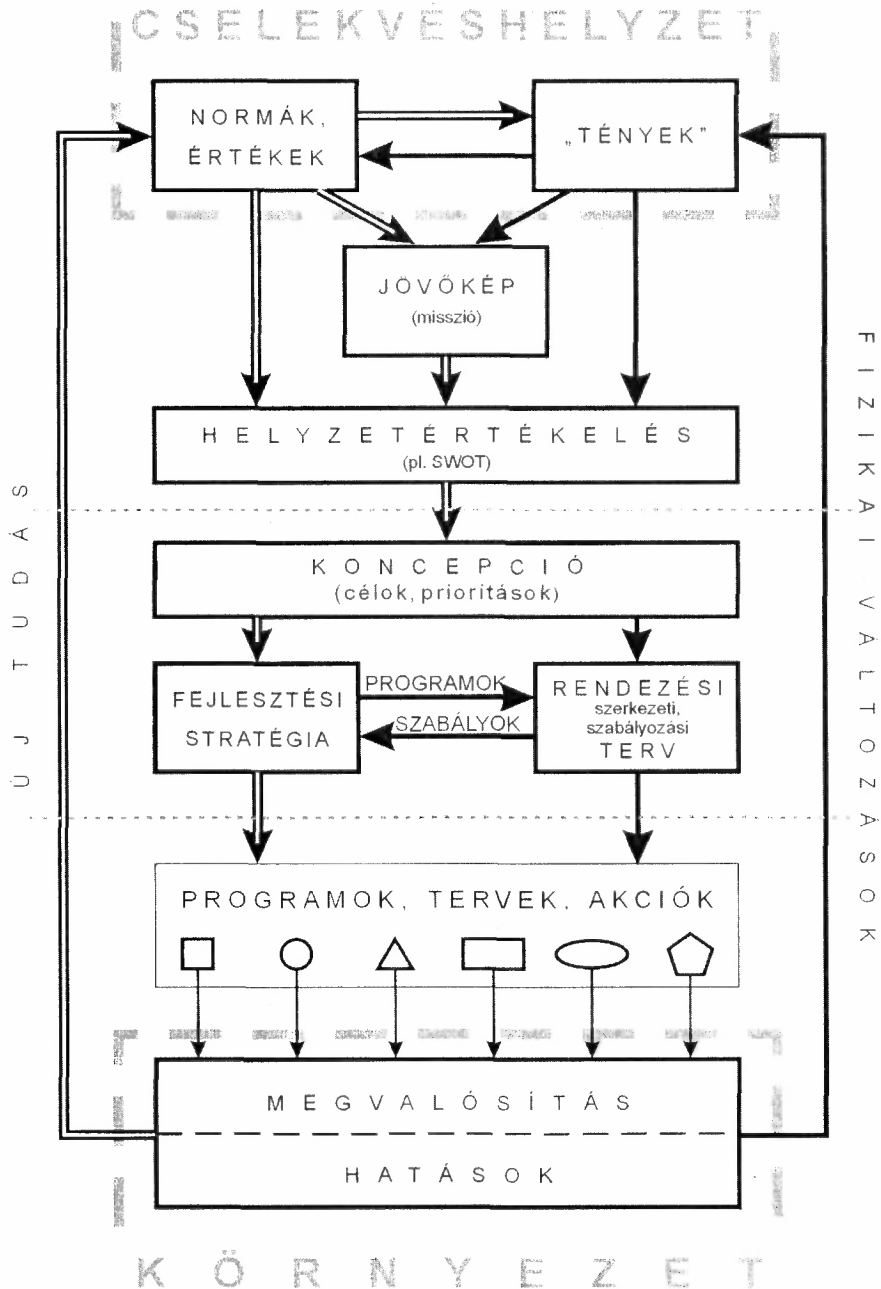 CSELEKVÉSHELYZET
NORMÁK,
ÉRTÉKEK
„TÉNYEK”
JÖVŐKÉP
(misszió)
HELYZETÉRTÉKELÉS
(pl. SWOT)
KONCEPCIÓ
(célok, prioritások)
FEJLESZTÉSI
STRATÉGIA
PROGRAMOK
SZABÁLYOK
RENDEZÉSI
szerkezeti,
szabályozási
TERV
PROGRAMOK, TERVEK, AKCIÓK
MEGVALÓSÍTÁS
HATÁSOK
KÖRNYEZET
ÚJ TUDÁS
FIZIKAI VÁLTOZÁSOK